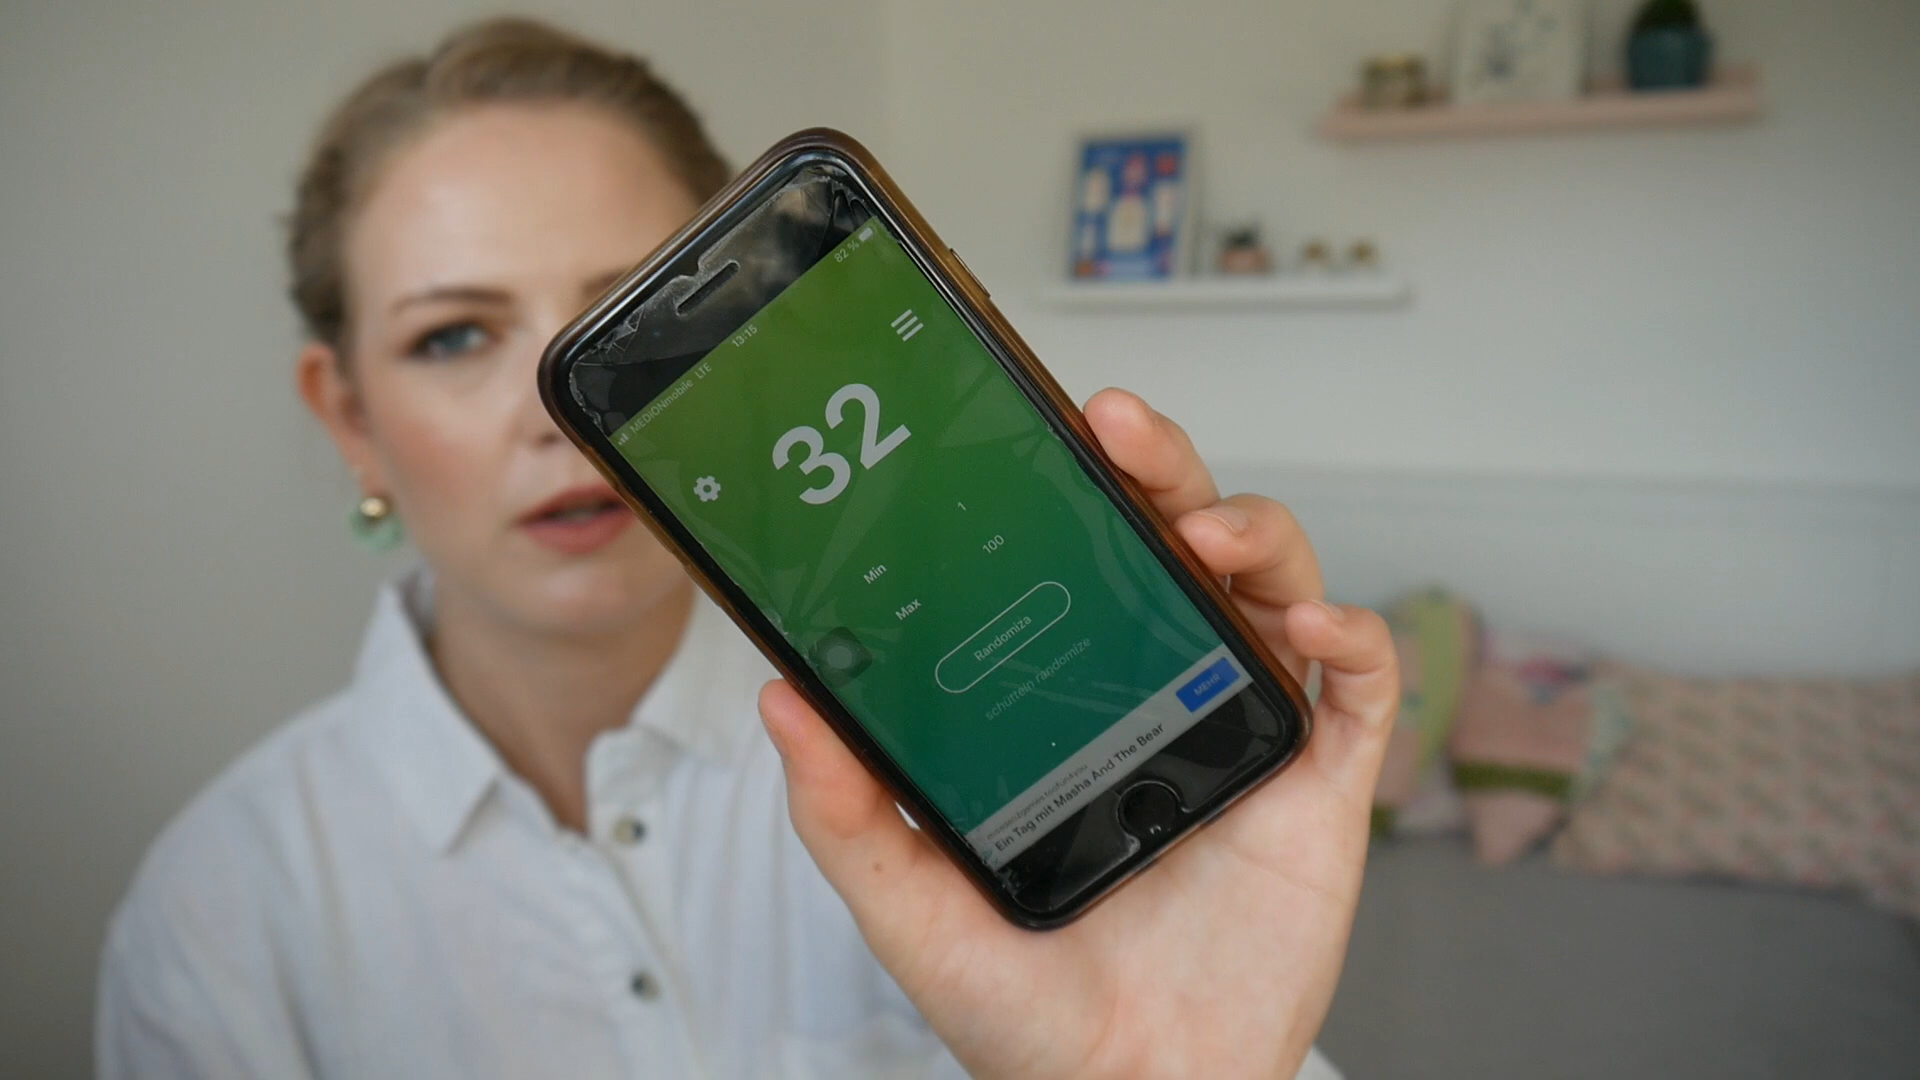 MEDIONmobile LTE 13:15 82 %
32
Min 1
Max 100
Randomiza
schütteln randomize
Ein Tag mit Masha And The Bear
MEHR